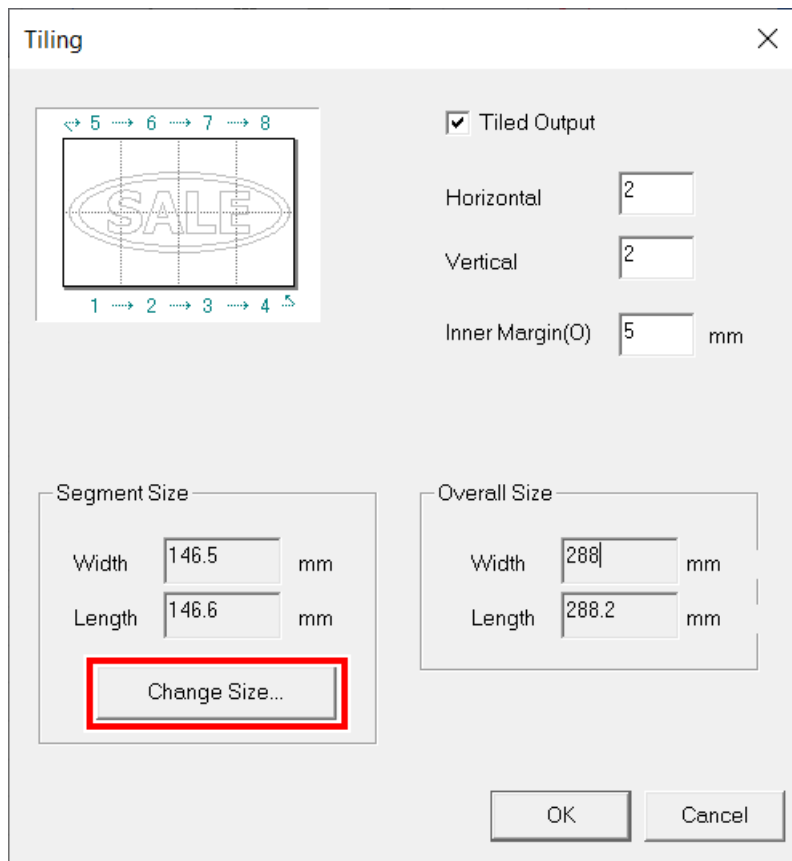 Tiling
5 6 7 8
SALE
1 2 3 4
Tiled Output
Horizontal 2
Vertical 2
Inner Margin(O) 5 mm
Segment Size
Width 146.5 mm
Length 146.6 mm
Change Size...
Overall Size
Width 288 mm
Length 288.2 mm
OK
Cancel